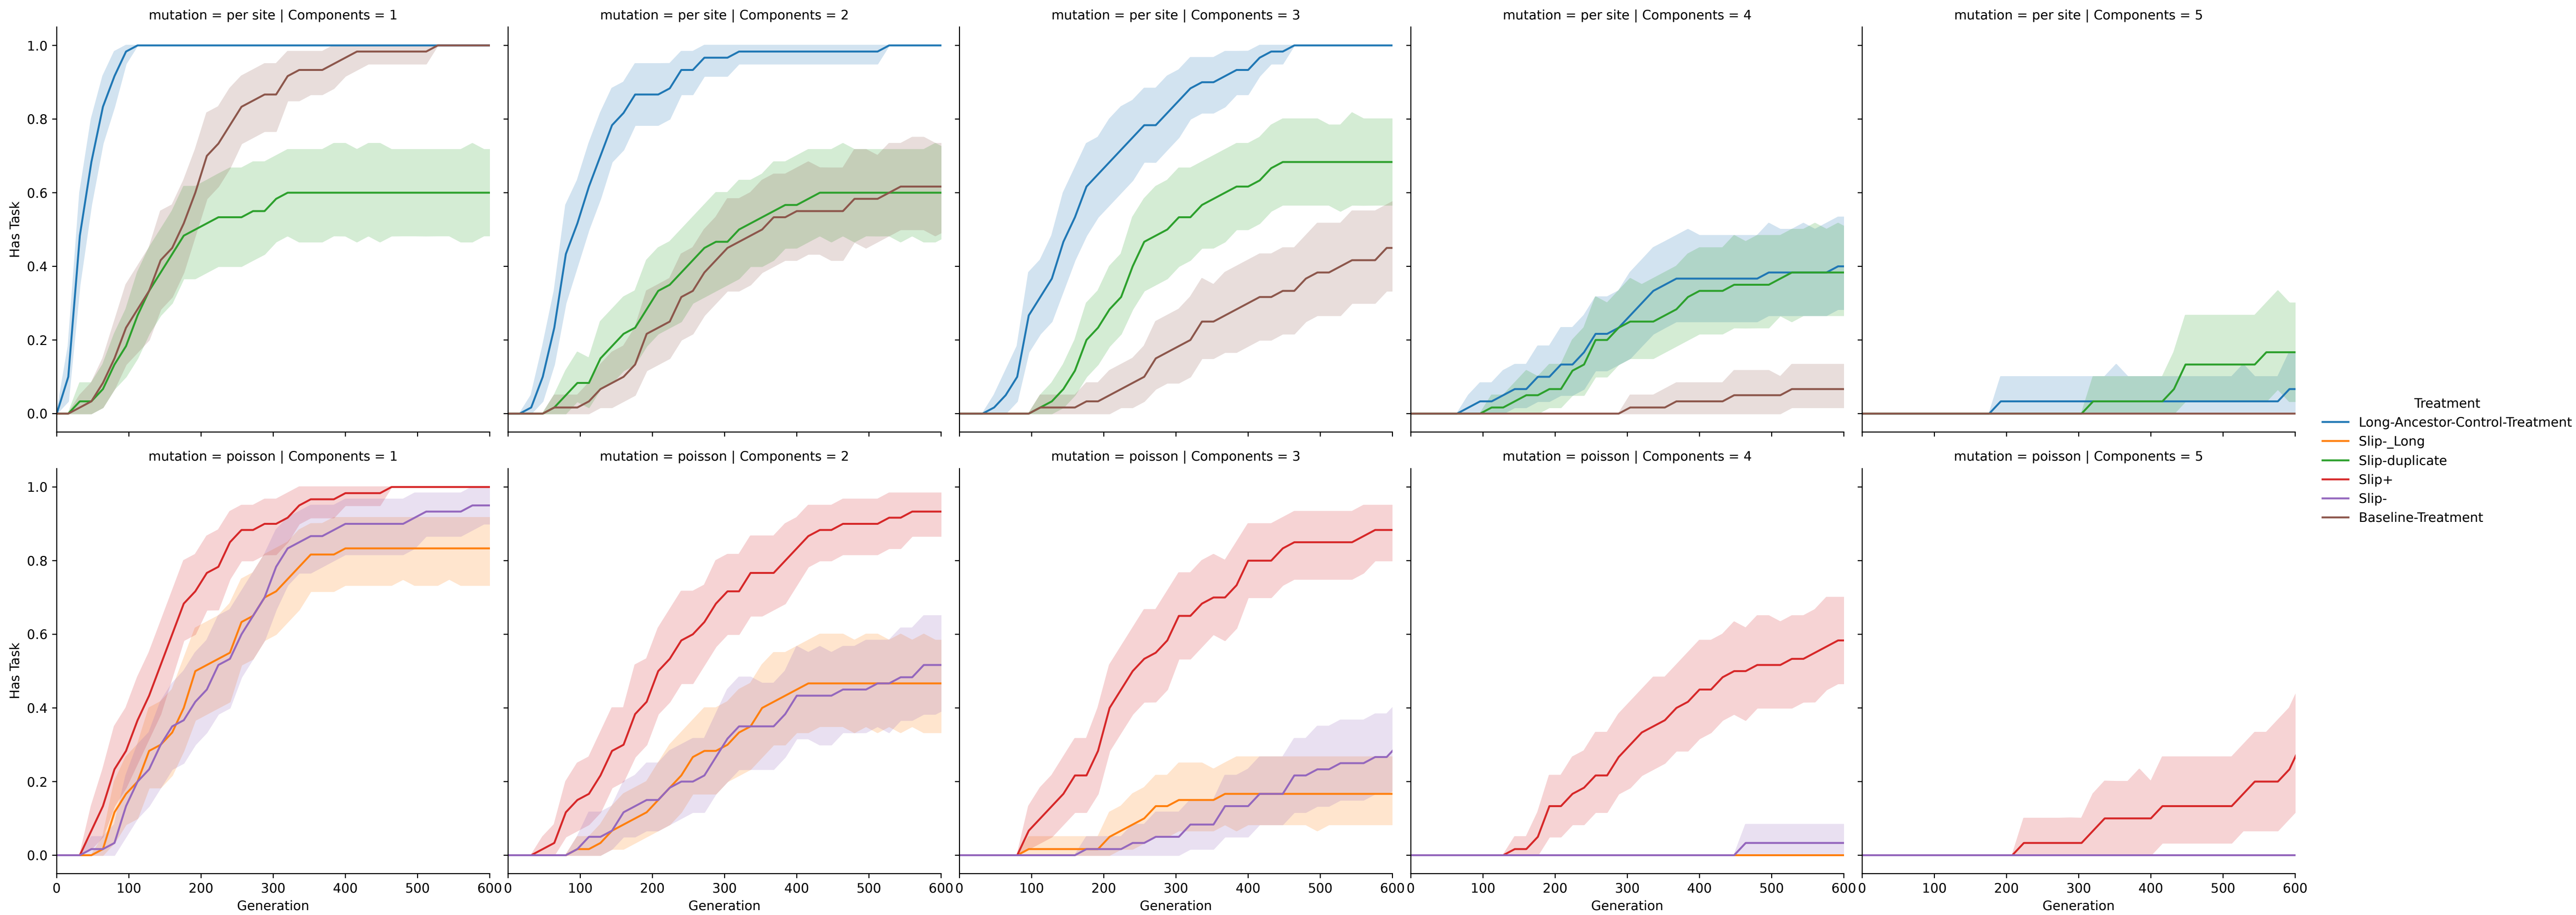 mutation = per site | Components = 1
mutation = per site | Components = 2
mutation = per site | Components = 3
mutation = per site | Components = 4
mutation = per site | Components = 5
1.0
0.8
0.6
0.4
0.2
0.0
Has Task
mutation = poisson | Components = 1
mutation = poisson | Components = 2
mutation = poisson | Components = 3
mutation = poisson | Components = 4
mutation = poisson | Components = 5
1.0
0.8
0.6
0.4
0.2
0.0
Has Task
0 100 200 300 400 500 600
0 100 200 300 400 500 600
0 100 200 300 400 500 600
0 100 200 300 400 500 600
0 100 200 300 400 500 600
Generation
Generation
Generation
Generation
Generation
Treatment
Long-Ancestor-Control-Treatment
Slip-_Long
Slip-duplicate
Slip+
Slip-
Baseline-Treatment